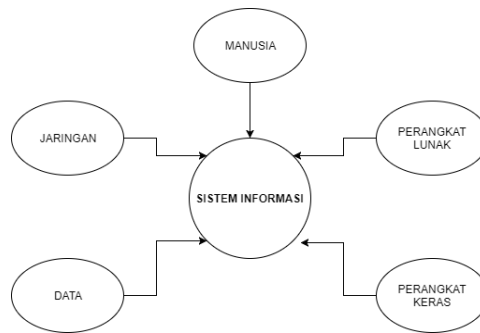 MANUSIA
JARINGAN
PERANGKAT
LUNAK
SISTEM INFORMASI
DATA
PERANGKAT
KERAS